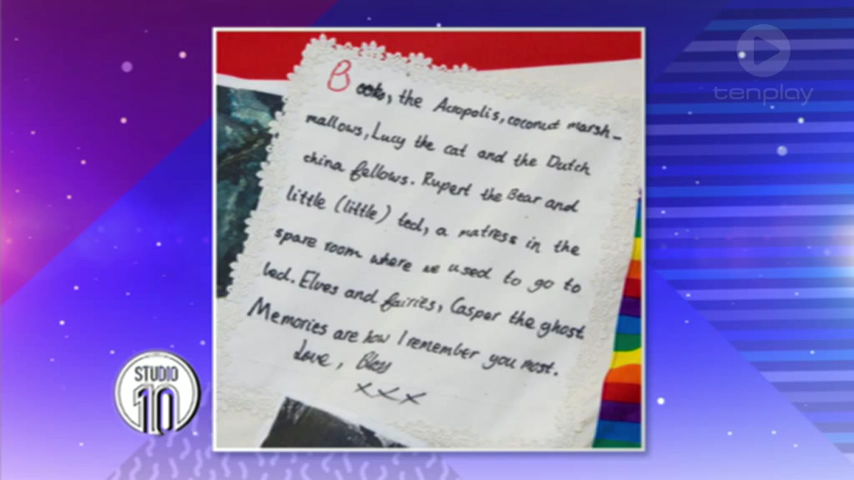 tenplay
Books, the Acropolis, coconut marsh-
mallows, Lucy the cat and the Dutch
china fellows. Rupert the Bear and
little (little) ted, a matress in the
spare room where we used to go to
bed. Elves and fairies, Casper the ghost
Memories are how I remember you most.
Love,
xxx
STUDIO
10